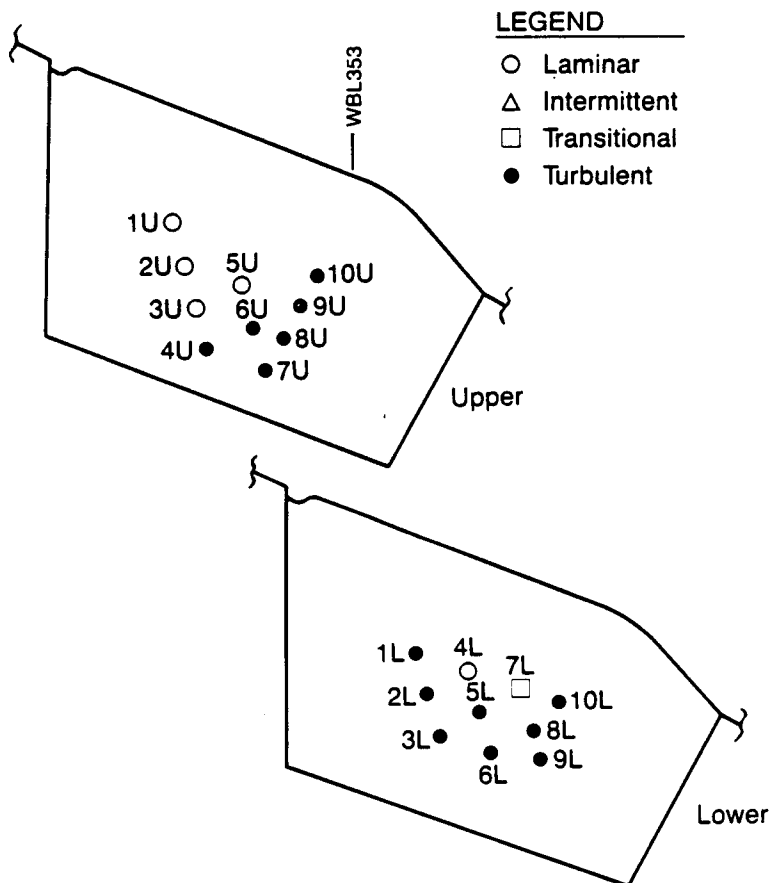 LEGEND
Laminar
Intermittent
Transitional
Turbulent
WBL353
1U
2U
5U
10U
3U
6U
9U
4U
8U
7U
Upper
1L
4L
7L
2L
5L
10L
3L
8L
6L
9L
Lower